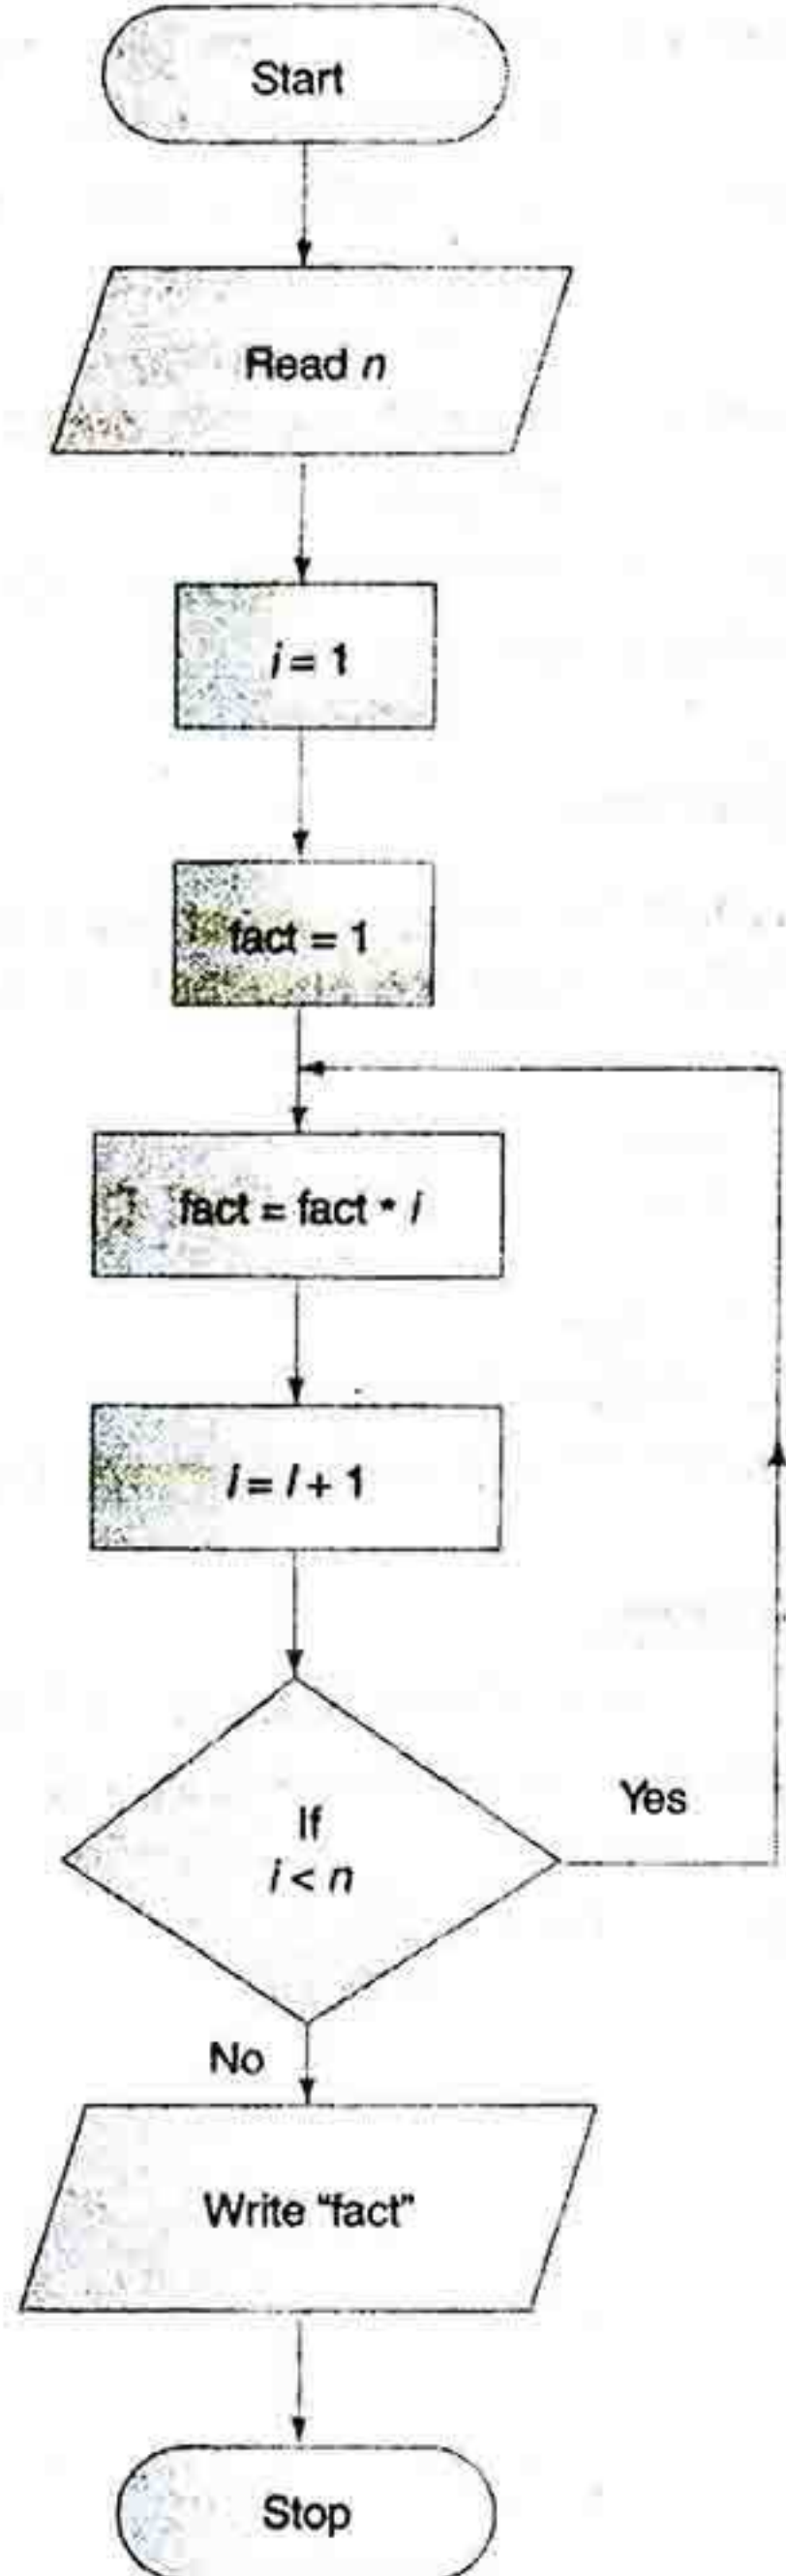 Start
Read n
i = 1
fact = 1
fact = fact * i
i = i + 1
If
i < n
Yes
No
Write “fact”
Stop